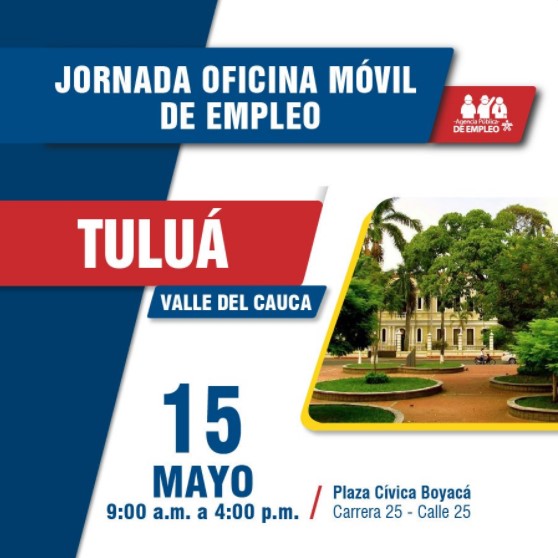 JORNADA OFICINA MÓVIL
DE EMPLEO
-Agencia Pública-
DE EMPLEO
TULUÁ
VALLE DEL CAUCA
15
MAYO
9:00 a.m. a 4:00 p.m.
Plaza Cívica Boyacá
Carrera 25 - Calle 25